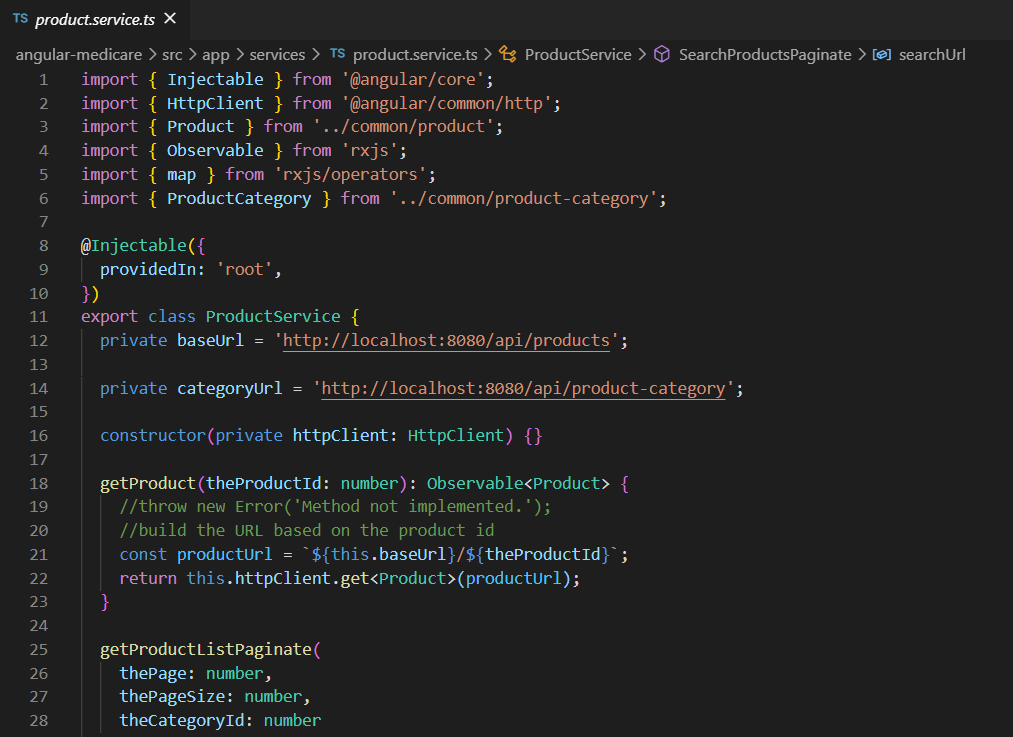 TS product.service.ts ×
angular-medicare > src > app > services > TS product.service.ts > ProductService > SearchProductsPaginate > searchUrl
1 import { Injectable } from '@angular/core';
2 import { HttpClient } from '@angular/common/http';
3 import { Product } from '../common/product';
4 import { Observable } from 'rxjs';
5 import { map } from 'rxjs/operators';
6 import { ProductCategory } from '../common/product-category';
7
8 @Injectable({
9   providedIn: 'root',
10 })
11 export class ProductService {
12   private baseUrl = 'http://localhost:8080/api/products';
13
14   private categoryUrl = 'http://localhost:8080/api/product-category';
15
16   constructor(private httpClient: HttpClient) {}
17
18   getProduct(theProductId: number): Observable<Product> {
19     //throw new Error('Method not implemented.');
20     //build the URL based on the product id
21     const productUrl = `${this.baseUrl}/${theProductId}`;
22     return this.httpClient.get<Product>(productUrl);
23   }
24
25   getProductListPaginate(
26     thePage: number,
27     thePageSize: number,
28     theCategoryId: number